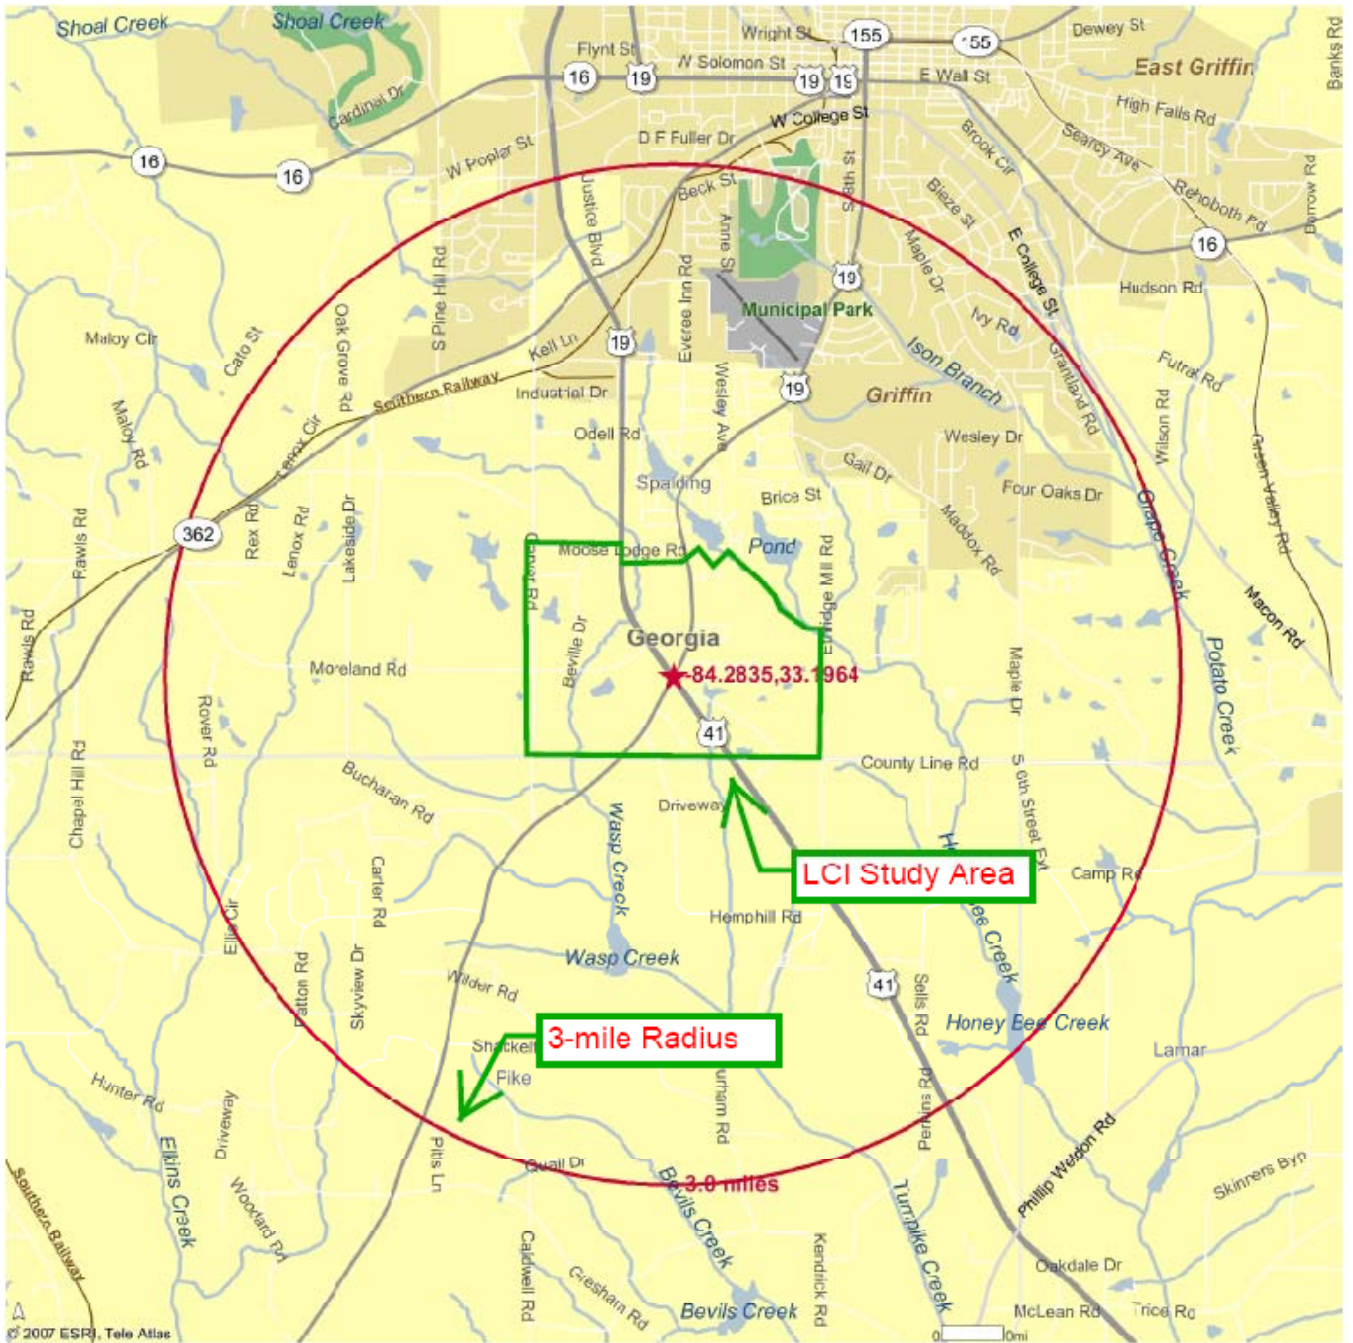 Shoal Creek
Shoal Creek
Wright St
155
155
Dewey St
Banks Rd
Flynt St
W Solomon St
East Griffin
16
19
19
19
E Wall St
High Falls Rd
Cardinal Dr
W College St
D F Fuller Dr
Searcy Ave
Brook Cir
16
16
W Poplar St
Beck St
S 8th St
Bieze St
Rehoboth Rd
Justice Blvd
Anne St
Maple Dr
E College St
16
S Pine Hill Rd
Everee Inn Rd
19
Hudson Rd
Municipal Park
Ivy Rd
Maloy Cir
Cato St
Oak Grove Rd
Kell Ln
19
Ison Branch
Grantland Rd
Futral Rd
Southern Railway
Industrial Dr
Wesley Ave
19
Griffin
Maloy Rd
Lenox Cir
Odell Rd
Wesley Dr
Wilson Rd
Gail Dr
Spalding
Brice St
Four Oaks Dr
Rawls Rd
362
Rex Rd
Lenox Rd
Lakeside Dr
Maddox Rd
Grape Creek
Moose Lodge Rd
Pond
Macon Rd
Rawls Rd
Beville Dr
Georgia
Moreland Rd
-84.2835,33.1964
Maple Dr
Potato Creek
Rover Rd
41
County Line Rd
Chapel Hill Rd
Buchanan Rd
Driveway
S 6th Street Ext
Wasp Creek
LCI Study Area
Camp Rd
Carter Rd
Ellis Cir
Hemphill Rd
Wasp Creek
Patton Rd
Skyview Dr
Wilder Rd
41
Sells Rd
Honey Bee Creek
3-mile Radius
Lamar
Pike
Hunter Rd
Driveway
Perkins Rd
Phillip Weldon Rd
Elkins Creek
Pitts Ln
Quail Dr
3.0 miles
Skinners Byp
Southern Railway
Woodard Rd
Bevils Creek
Turnpike Creek
Caldwell Rd
Kendrick Rd
Oakdale Dr
Gresham Rd
Bevils Creek
McLean Rd
Trice Rd
© 2007 ESRI, Tele Atlas
0
0mi